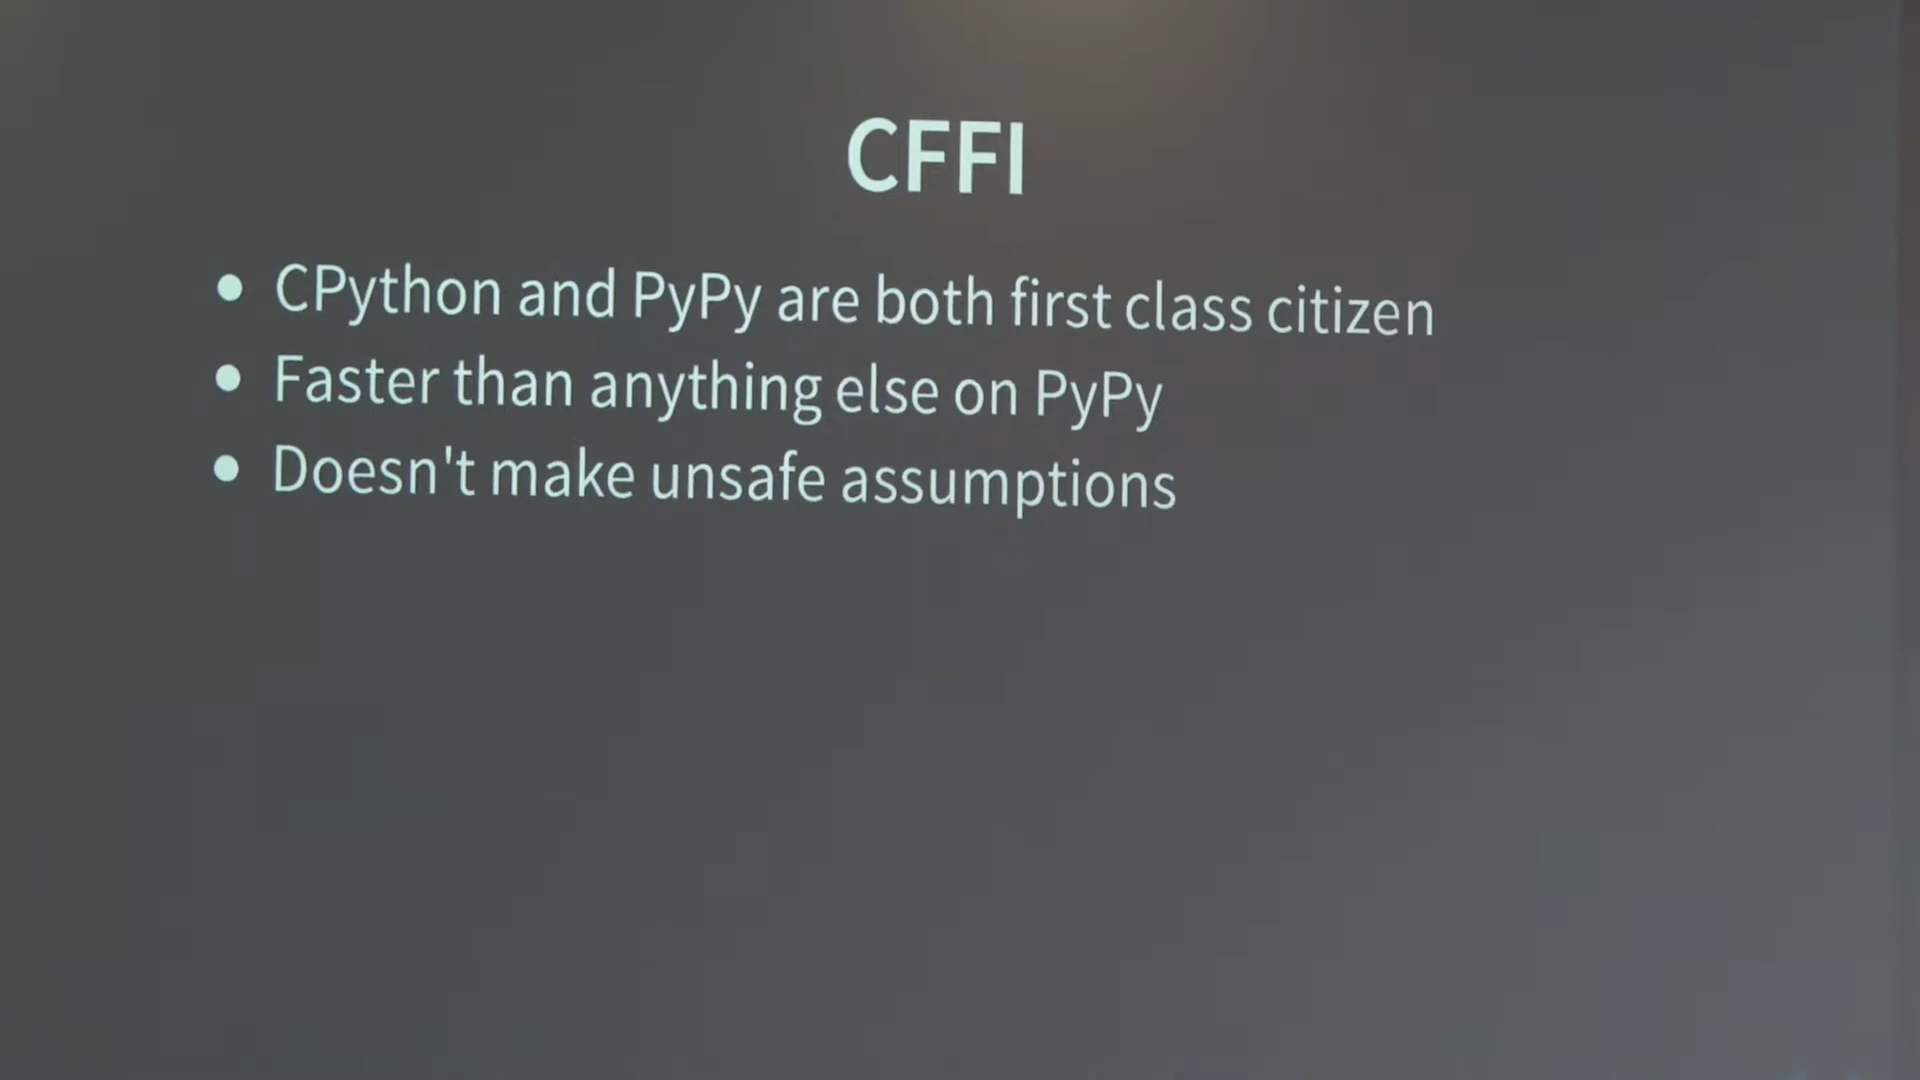 CFFI
• CPython and PyPy are both first class citizen
• Faster than anything else on PyPy
• Doesn't make unsafe assumptions